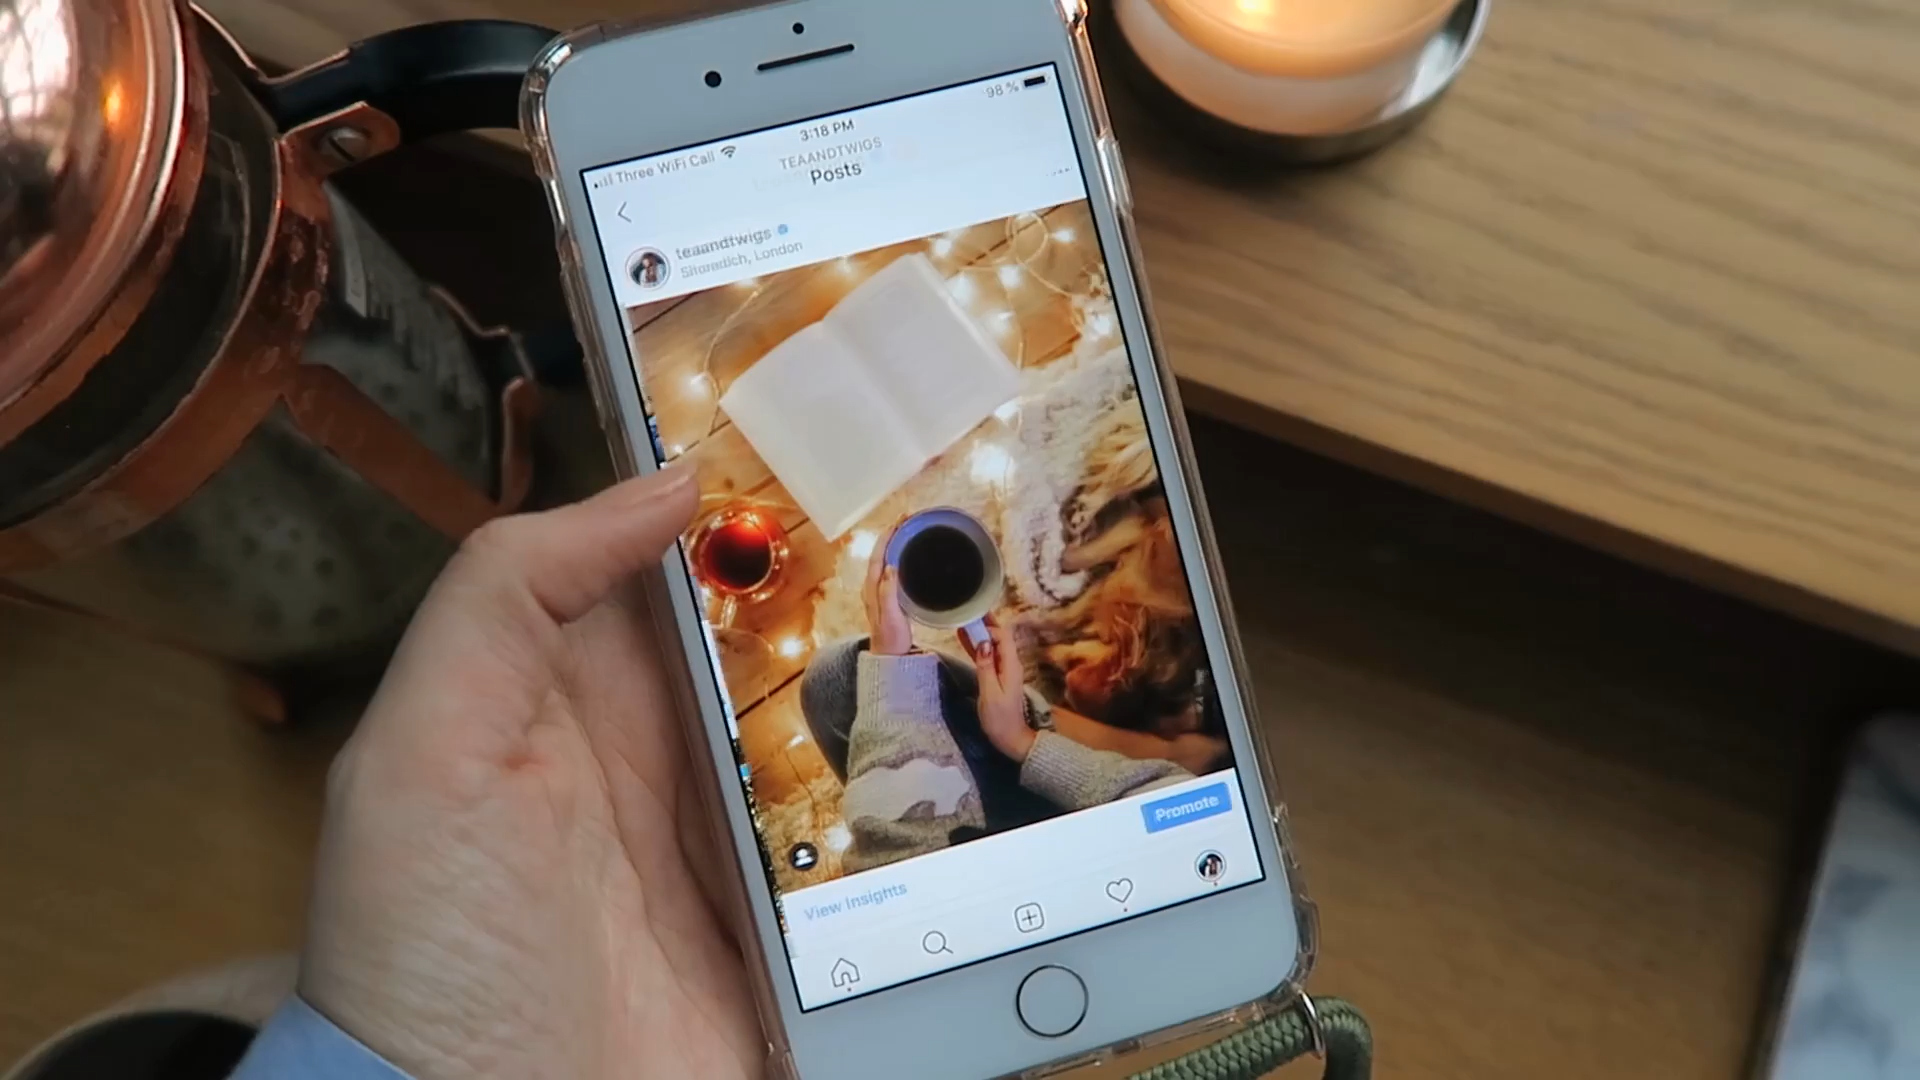 98 %
3:18 PM
Three WiFi Call
TEAANDTWIGS
Posts
teaandtwigs
Shoreditch, London
Promote
View Insights